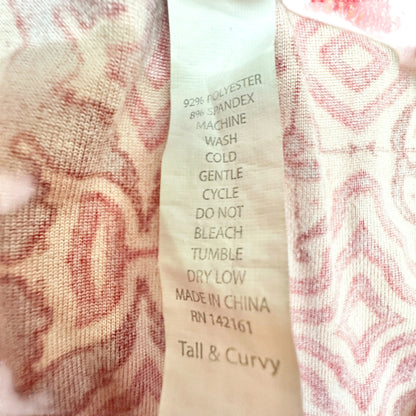 92% POLYESTER
8% SPANDEX
MACHINE
WASH
COLD
GENTLE
CYCLE
DO NOT
BLEACH
TUMBLE
DRY LOW
MADE IN CHINA
RN 142161
Tall & Curvy